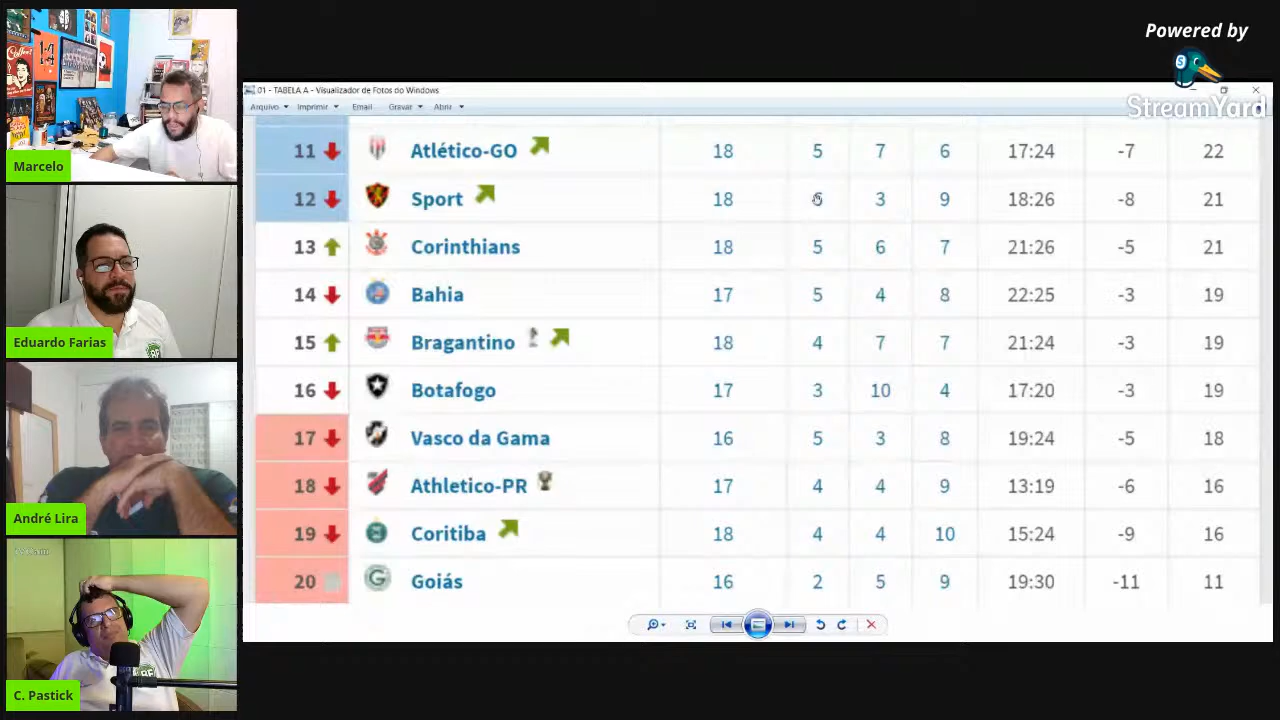 Powered by
StreamYard
01 - TABELA A - Visualizador de Fotos do Windows
Arquivo Imprimir Email Gravar Abrir
11 Atlético-GO 18 5 7 6 17:24 -7 22
12 Sport 18 6 3 9 18:26 -8 21
13 Corinthians 18 5 6 7 21:26 -5 21
14 Bahia 17 5 4 8 22:25 -3 19
15 Bragantino 18 4 7 7 21:24 -3 19
16 Botafogo 17 3 10 4 17:20 -3 19
17 Vasco da Gama 16 5 3 8 19:24 -5 18
18 Athletico-PR 17 4 4 9 13:19 -6 16
19 Coritiba 18 4 4 10 15:24 -9 16
20 Goiás 16 2 5 9 19:30 -11 11
Marcelo
Eduardo Farias
André Lira
C. Pastick